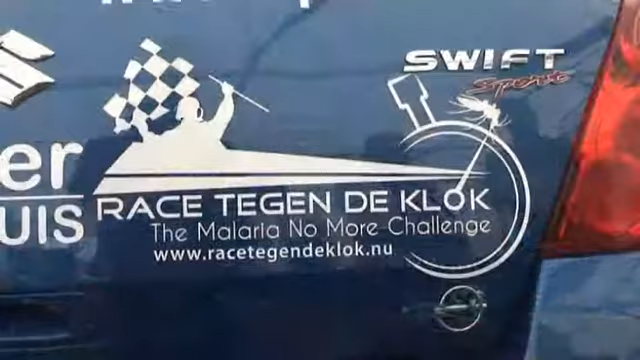 SWIFT
Sport
er
UIS
RACE TEGEN DE KLOK
The Malaria No More Challenge
www.racetegendeklok.nu